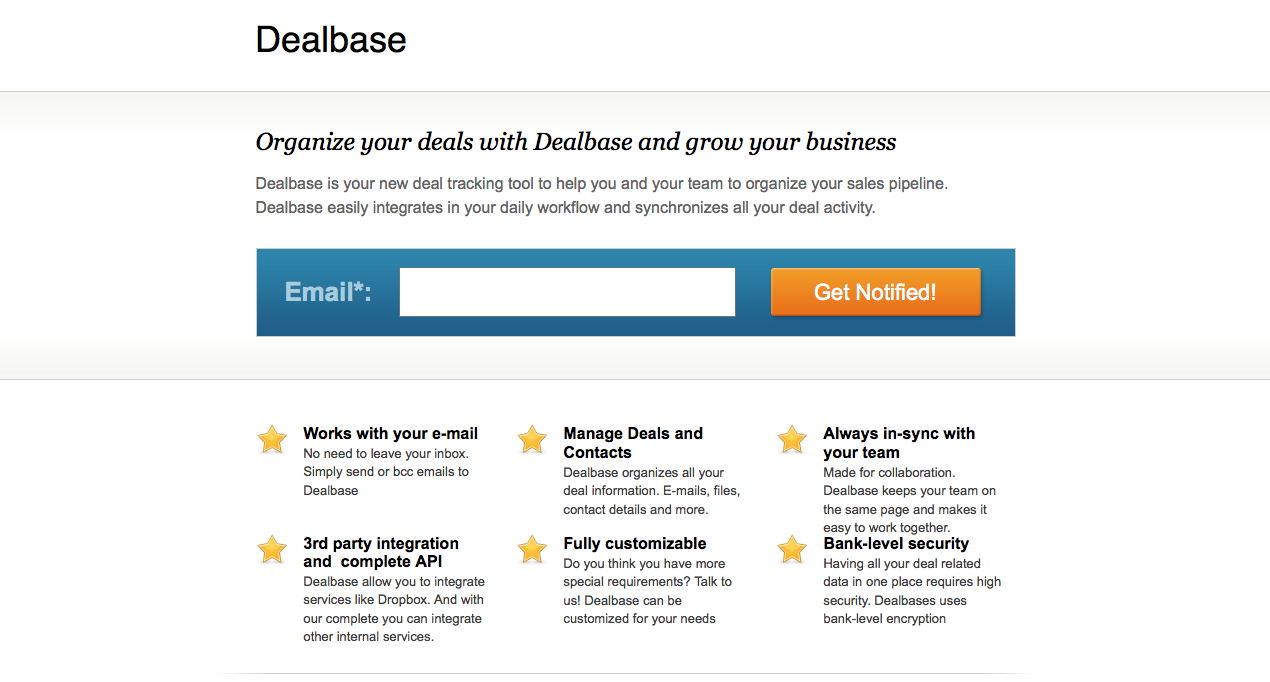 Dealbase
Organize your deals with Dealbase and grow your business
Dealbase is your new deal tracking tool to help you and your team to organize your sales pipeline.
Dealbase easily integrates in your daily workflow and synchronizes all your deal activity.
Email*:
Get Notified!
Works with your e-mail
No need to leave your inbox.
Simply send or bcc emails to
Dealbase
Manage Deals and
Contacts
Dealbase organizes all your
deal information. E-mails, files,
contact details and more.
Always in-sync with
your team
Made for collaboration.
Dealbase keeps your team on
the same page and makes it
easy to work together.
3rd party integration
and  complete API
Dealbase allow you to integrate
services like Dropbox. And with
our complete you can integrate
other internal services.
Fully customizable
Do you think you have more
special requirements? Talk to
us! Dealbase can be
customized for your needs
Bank-level security
Having all your deal related
data in one place requires high
security. Dealbases uses
bank-level encryption